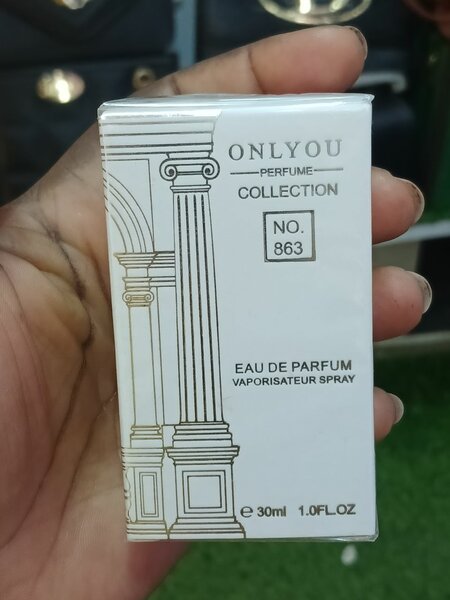 ONLYOU
PERFUME
COLLECTION
NO.
863
EAU DE PARFUM
VAPORISATEUR SPRAY
℮ 30ml 1.0FL.OZ